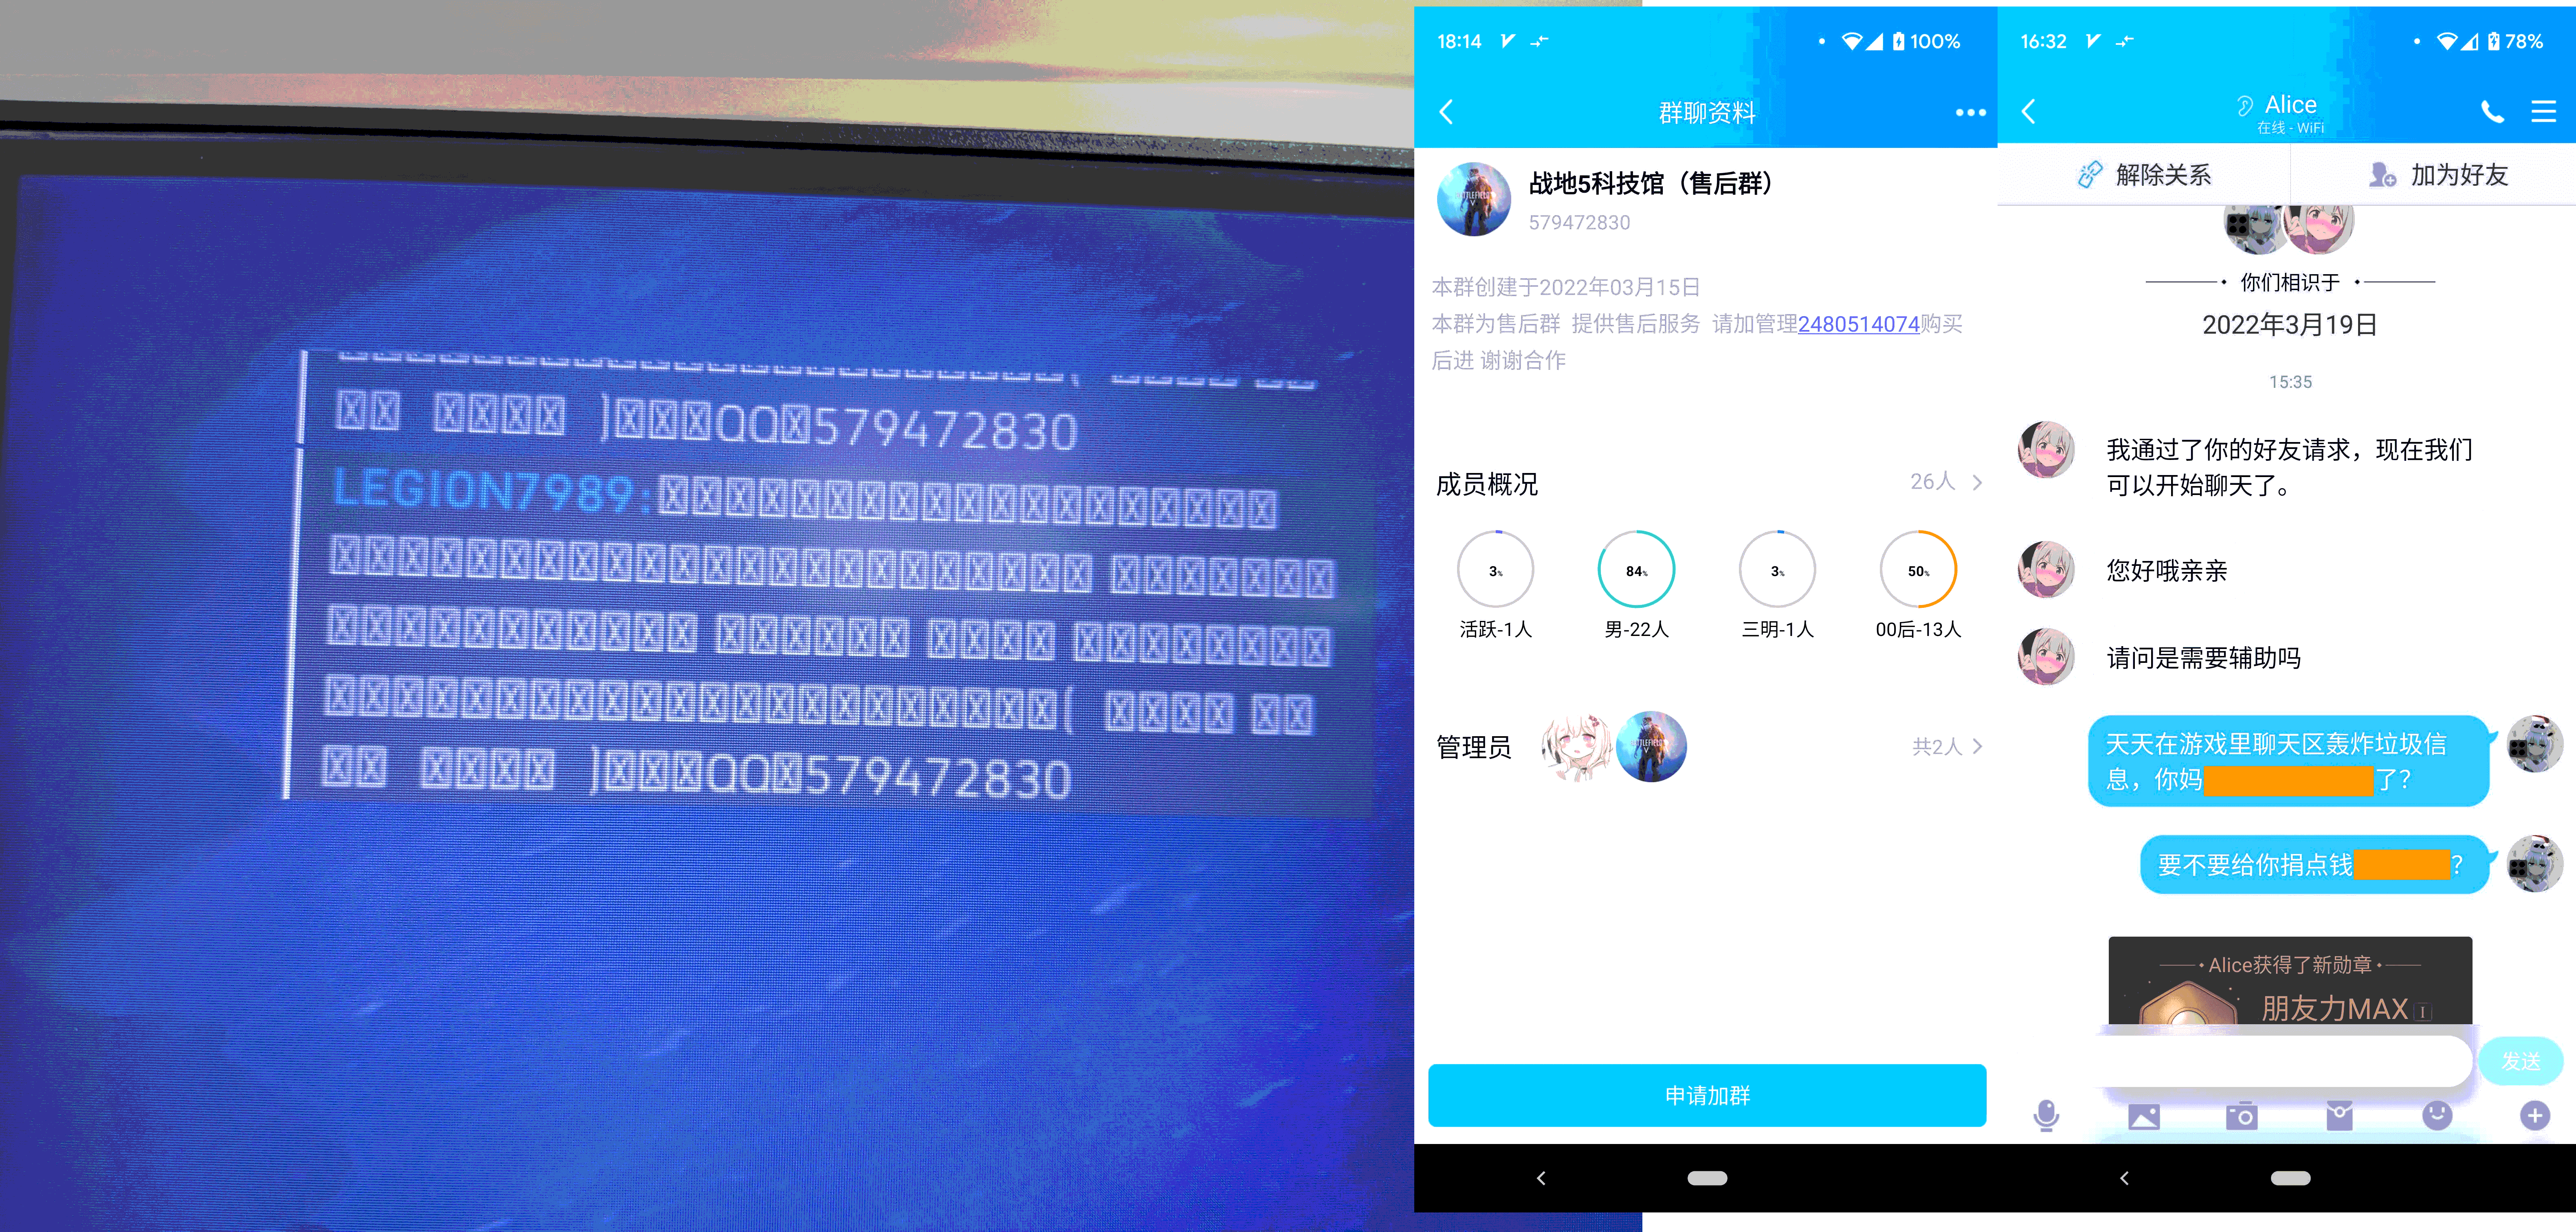 )QQ579472830
LEGION7989:
(
)QQ579472830
18:14
100%
群聊资料
战地5科技馆（售后群）
579472830
本群创建于2022年03月15日
本群为售后群 提供售后服务 请加管理2480514074购买
后进 谢谢合作
成员概况
26人
3%
84%
3%
50%
活跃-1人
男-22人
三明-1人
00后-13人
管理员
共2人
申请加群
16:32
78%
Alice
在线 - WiFi
解除关系
加为好友
你们相识于
2022年3月19日
15:35
我通过了你的好友请求，现在我们
可以开始聊天了。
您好哦亲亲
请问是需要辅助吗
天天在游戏里聊天区轰炸垃圾信
息，你妈
了？
要不要给你捐点钱
？
Alice获得了新勋章
朋友力MAX I
发送